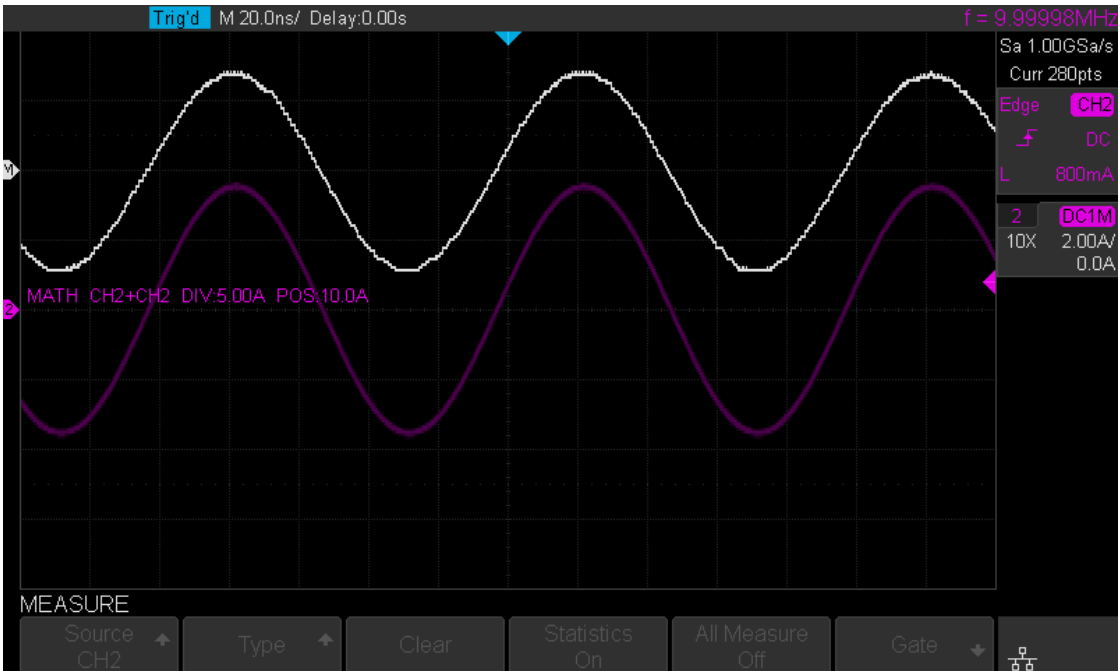 Trig'd M 20.0ns/ Delay:0.00s f = 9.99998MHz
Sa 1.00GSa/s
Curr 280pts
Edge CH2
DC
L 800mA
M
2 DC1M
10X 2.00A/
0.0A
MATH CH2+CH2 DIV:5.00A POS:10.0A
2
MEASURE
Source
CH2
Type
Clear
Statistics
On
All Measure
Off
Gate